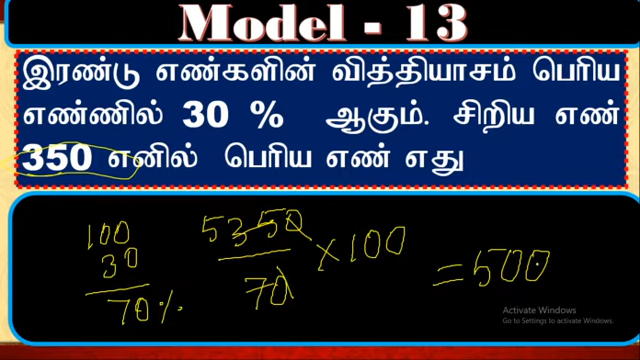 Model - 13
இரண்டு எண்களின் வித்தியாசம் பெரிய
எண்ணில் 30 % ஆகும். சிறிய எண்
350 எனில் பெரிய எண் எது
100
30
70%
5 350
70
× 100
= 500
Activate Windows
Go to Settings to activate Windows.